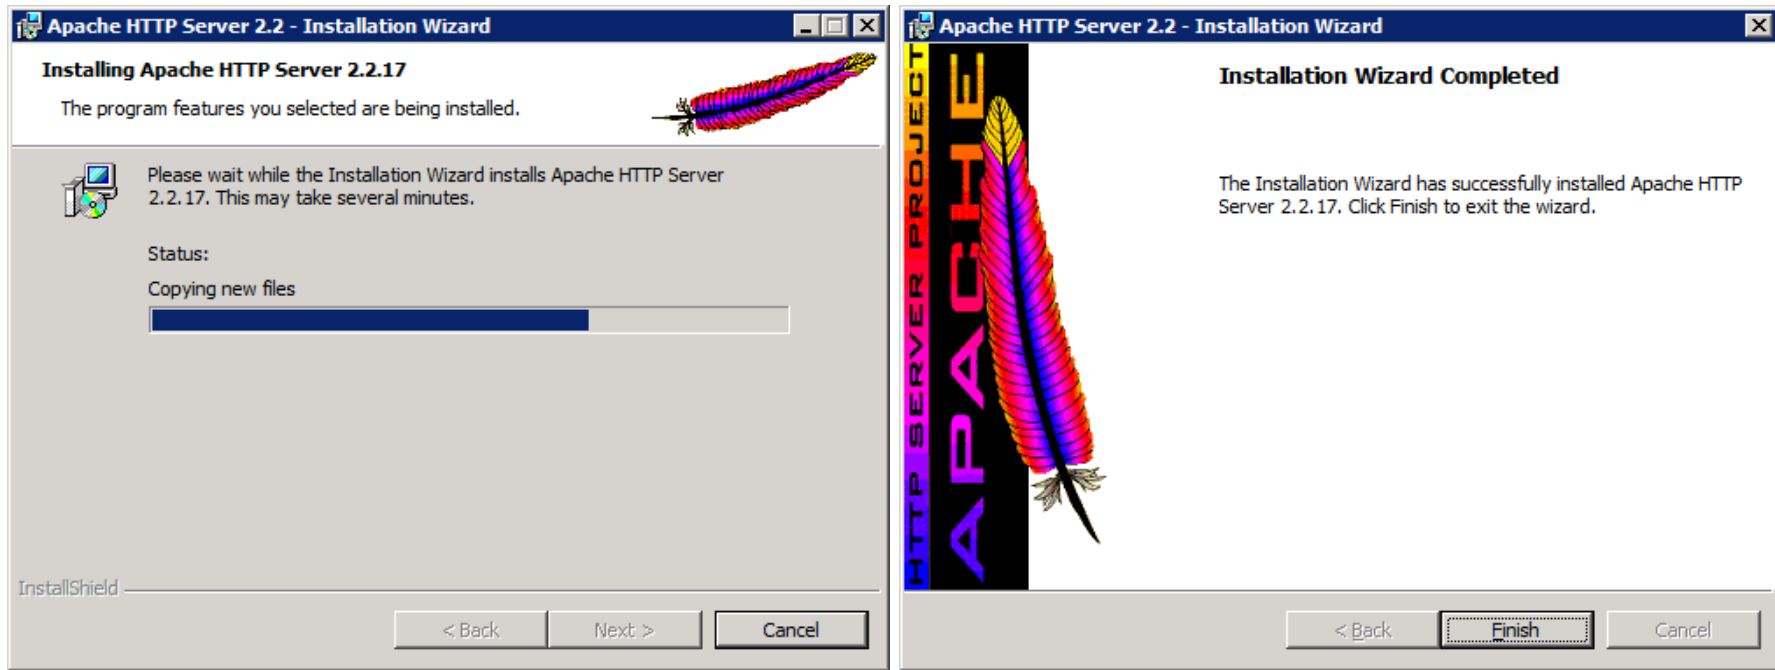 Apache HTTP Server 2.2 - Installation Wizard
Installing Apache HTTP Server 2.2.17
The program features you selected are being installed.
Please wait while the Installation Wizard installs Apache HTTP Server
2.2.17. This may take several minutes.
Status:
Copying new files
InstallShield
< Back
Next >
Cancel
Apache HTTP Server 2.2 - Installation Wizard
HTTP SERVER PROJECT
APACHE
Installation Wizard Completed
The Installation Wizard has successfully installed Apache HTTP
Server 2.2.17. Click Finish to exit the wizard.
< Back
Finish
Cancel